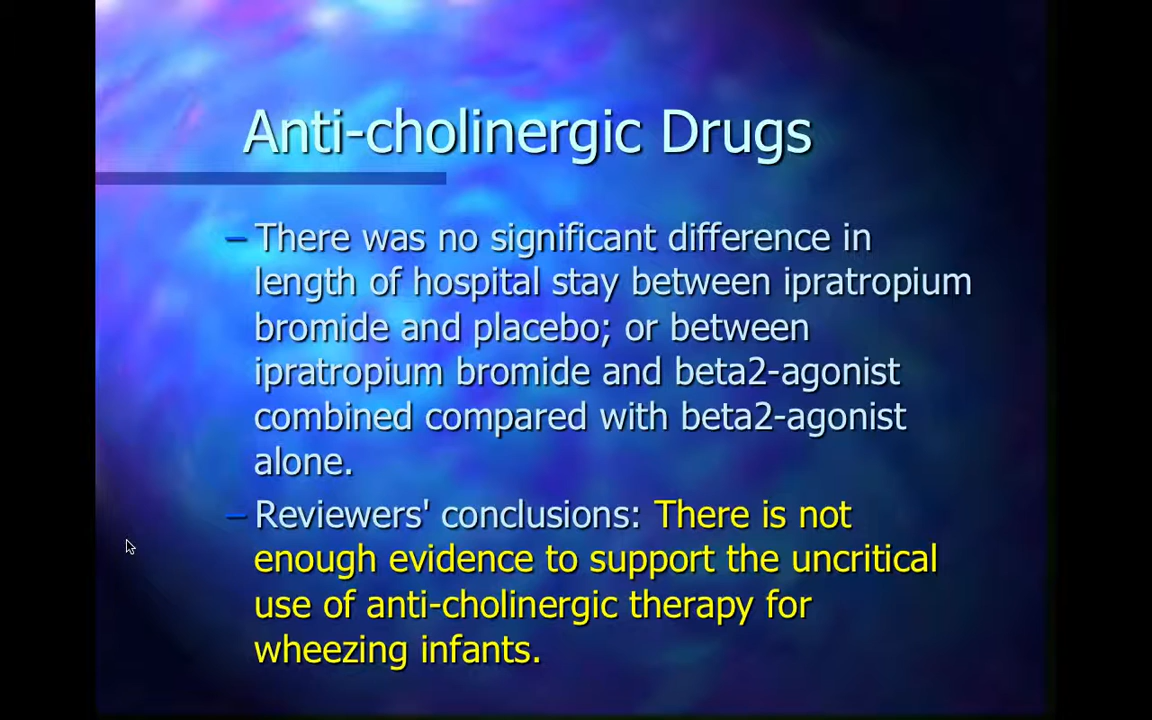 Anti-cholinergic Drugs
– There was no significant difference in
length of hospital stay between ipratropium
bromide and placebo; or between
ipratropium bromide and beta2-agonist
combined compared with beta2-agonist
alone.
– Reviewers' conclusions: There is not
enough evidence to support the uncritical
use of anti-cholinergic therapy for
wheezing infants.